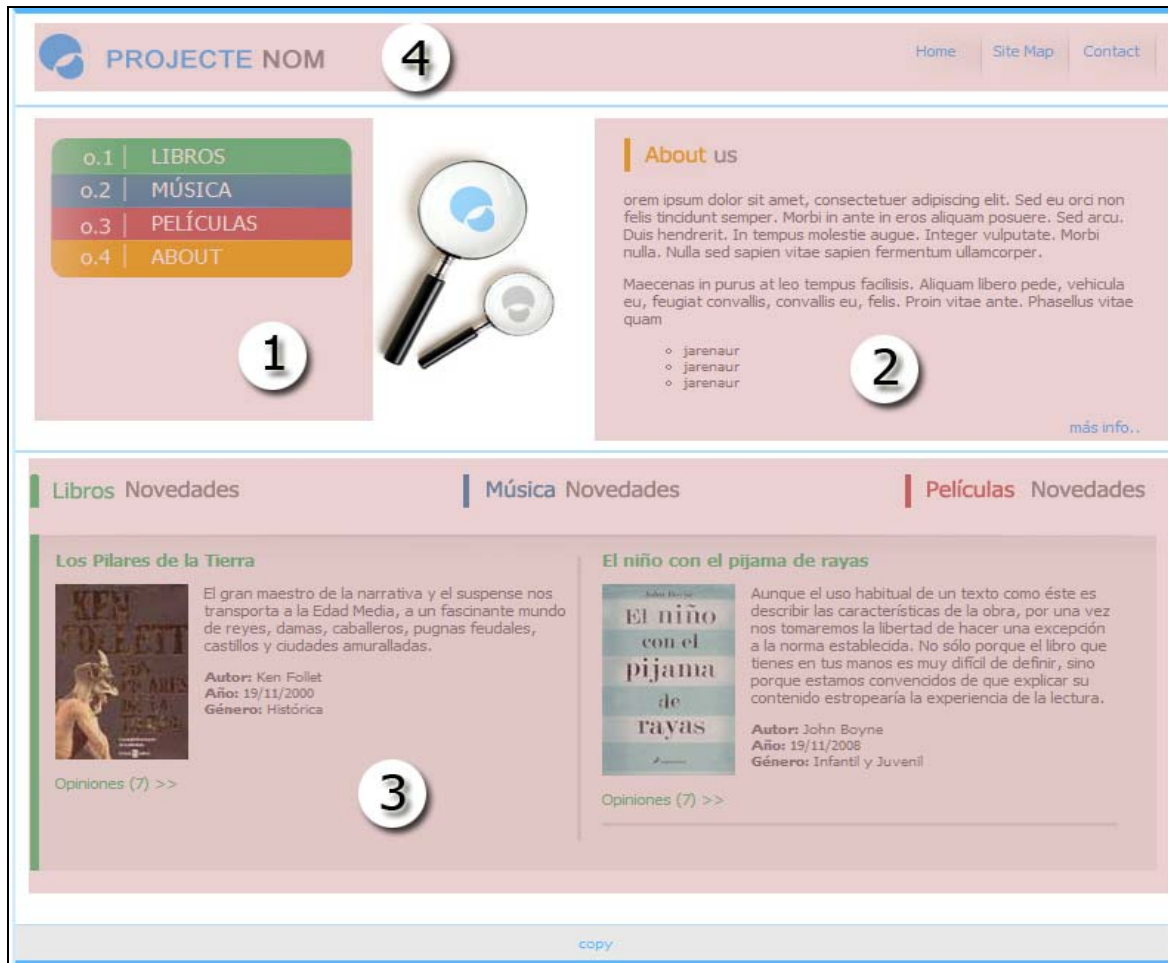 PROJECTE NOM
4
Home
Site Map
Contact
o.1 | LIBROS
o.2 | MÚSICA
o.3 | PELÍCULAS
o.4 | ABOUT
1
About us
orem ipsum dolor sit amet, consectetuer adipiscing elit. Sed eu orci non
felis tincidunt semper. Morbi in ante in eros aliquam posuere. Sed arcu.
Duis hendrerit. In tempus molestie augue. Integer vulputate. Morbi
nulla. Nulla sed sapien vitae sapien fermentum ullamcorper.
Maecenas in purus at leo tempus facilisis. Aliquam libero pede, vehicula
eu, feugiat convallis, convallis eu, felis. Proin vitae ante. Phasellus vitae
quam
jarenaur
jarenaur
jarenaur
2
más info..
Libros Novedades
Música Novedades
Películas Novedades
Los Pilares de la Tierra
KEN
FOLLETT
LOS
PILARES
DE LA
TIERRA
El gran maestro de la narrativa y el suspense nos
transporta a la Edad Media, a un fascinante mundo
de reyes, damas, caballeros, pugnas feudales,
castillos y ciudades amuralladas.
Autor: Ken Follet
Año: 19/11/2000
Género: Histórica
Opiniones (7) >>
3
El niño con el pijama de rayas
John Boyne
El niño
con el
pijama
de
rayas
Aunque el uso habitual de un texto como éste es
describir las características de la obra, por una vez
nos tomaremos la libertad de hacer una excepción
a la norma establecida. No sólo porque el libro que
tienes en tus manos es muy difícil de definir, sino
porque estamos convencidos de que explicar su
contenido estropearía la experiencia de la lectura.
Autor: John Boyne
Año: 19/11/2008
Género: Infantil y Juvenil
Opiniones (7) >>
copy